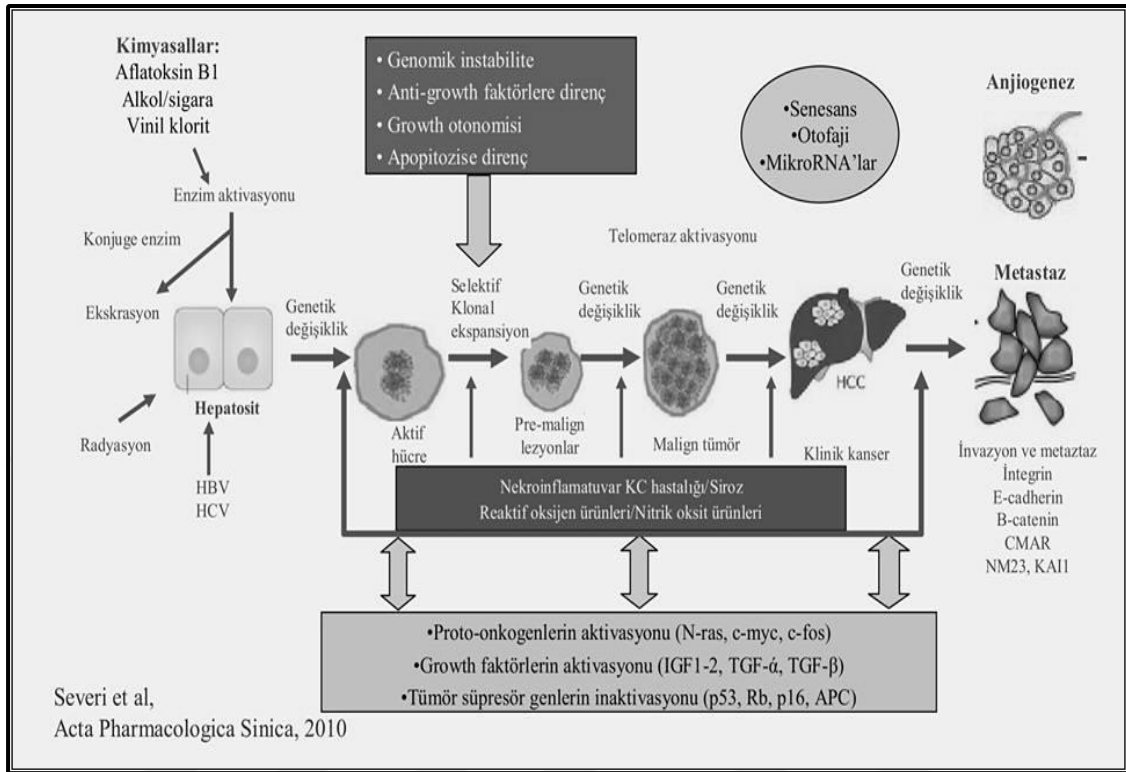 Kimyasallar:
Aflatoksin B1
Alkol/sigara
Vinil klorit
Enzim aktivasyonu
Konjuge enzim
Ekskrasyon
Radyasyon
Hepatosit
HBV
HCV
• Genomik instabilite
• Anti-growth faktörlere direnç
• Growth otonomisi
• Apopitozise direnç
•Senesans
•Otofaji
•MikroRNA’lar
Anjiogenez
Telomeraz aktivasyonu
Genetik
değişiklik
Selektif
Klonal
ekspansiyon
Genetik
değişiklik
Genetik
değişiklik
Genetik
değişiklik
Metastaz
HCC
Aktif
hücre
Pre-malign
lezyonlar
Malign tümör
Klinik kanser
İnvazyon ve metaztaz
İntegrin
E-cadherin
B-catenin
CMAR
NM23, KAI1
Nekroinflamatuvar KC hastalığı/Siroz
Reaktif oksijen ürünleri/Nitrik oksit ürünleri
•Proto-onkogenlerin aktivasyonu (N-ras, c-myc, c-fos)
•Growth faktörlerin aktivasyonu (IGF1-2, TGF-ά, TGF-β)
•Tümör süpresör genlerin inaktivasyonu (p53, Rb, p16, APC)
Severi et al,
Acta Pharmacologica Sinica, 2010